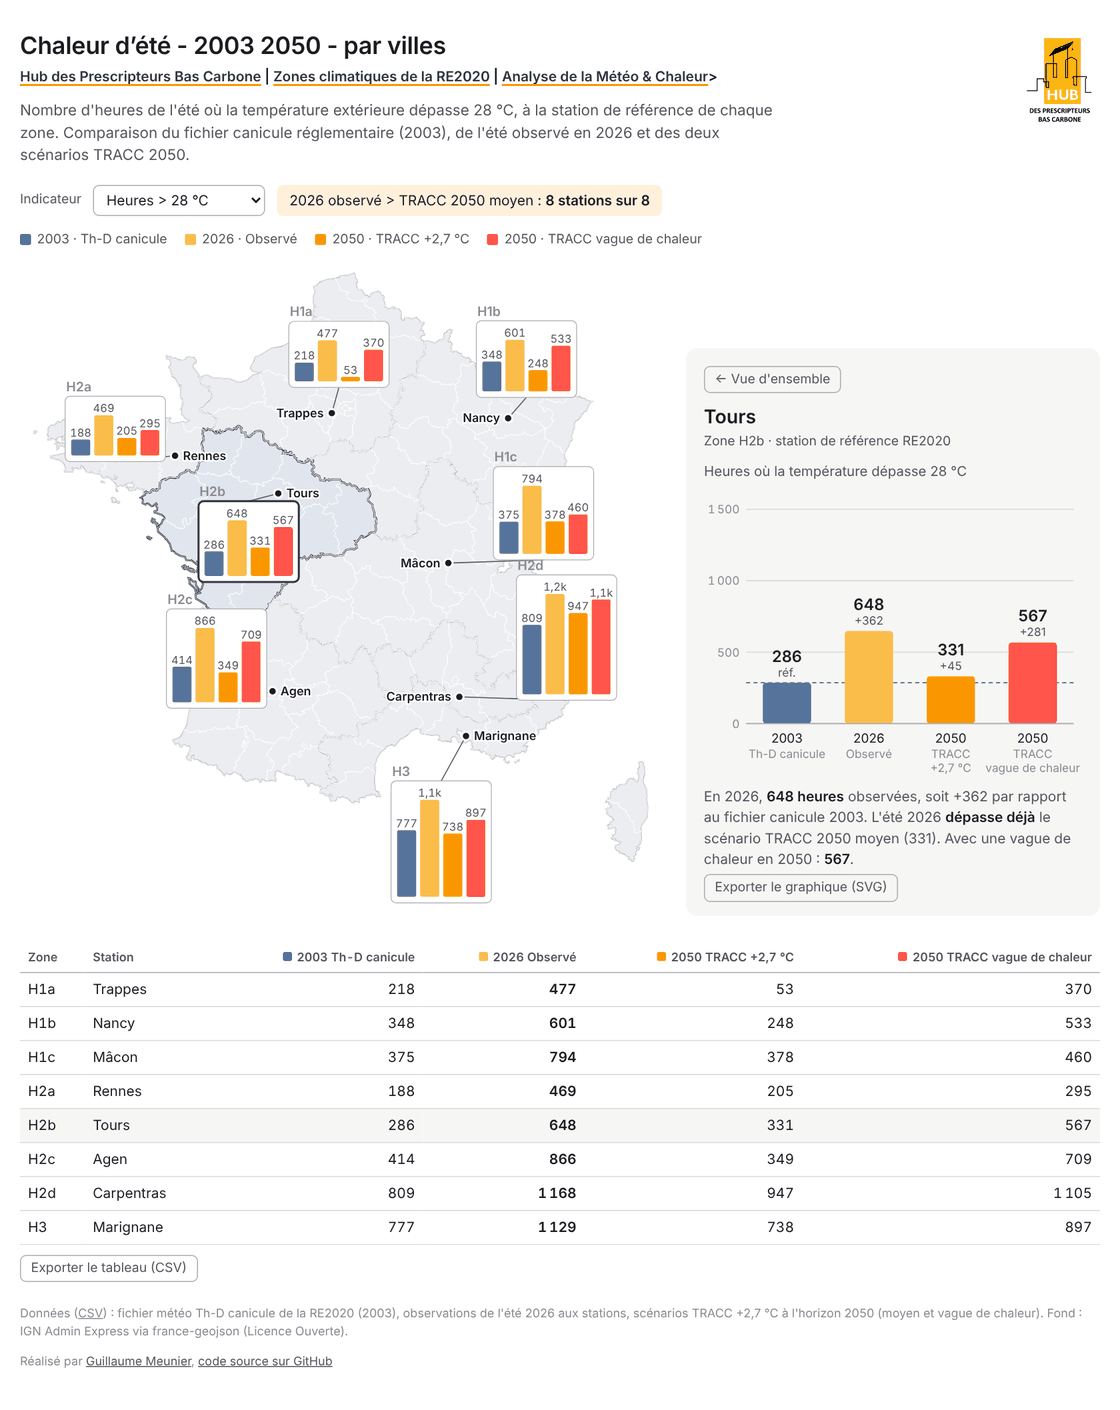 Chaleur d’été - 2003 2050 - par villes
Hub des Prescripteurs Bas Carbone | Zones climatiques de la RE2020 | Analyse de la Météo & Chaleur>
HUB
DES PRESCRIPTEURS
BAS CARBONE
Nombre d'heures de l'été où la température extérieure dépasse 28 °C, à la station de référence de chaque
zone. Comparaison du fichier canicule réglementaire (2003), de l'été observé en 2026 et des deux
scénarios TRACC 2050.
Indicateur Heures > 28 °C 2026 observé > TRACC 2050 moyen : 8 stations sur 8
2003 · Th-D canicule 2026 · Observé 2050 · TRACC +2,7 °C 2050 · TRACC vague de chaleur
H1a
218 477 53 370
Trappes
H1b
348 601 248 533
Nancy
H2a
188 469 205 295
Rennes
H1c
375 794 378 460
Mâcon
H2b
286 648 331 567
Tours
H2d
809 1,2k 947 1,1k
Carpentras
H2c
414 866 349 709
Agen
Marignane
H3
777 1,1k 738 897
← Vue d'ensemble
Tours
Zone H2b · station de référence RE2020
Heures où la température dépasse 28 °C
1 500
1 000
500
0
286
réf.
648
+362
331
+45
567
+281
2003
Th-D canicule
2026
Observé
2050
TRACC
+2,7 °C
2050
TRACC
vague de chaleur
En 2026, 648 heures observées, soit +362 par rapport
au fichier canicule 2003. L'été 2026 dépasse déjà le
scénario TRACC 2050 moyen (331). Avec une vague de
chaleur en 2050 : 567.
Exporter le graphique (SVG)
Zone Station 2003 Th-D canicule 2026 Observé 2050 TRACC +2,7 °C 2050 TRACC vague de chaleur
H1a Trappes 218 477 53 370
H1b Nancy 348 601 248 533
H1c Mâcon 375 794 378 460
H2a Rennes 188 469 205 295
H2b Tours 286 648 331 567
H2c Agen 414 866 349 709
H2d Carpentras 809 1 168 947 1 105
H3 Marignane 777 1 129 738 897
Exporter le tableau (CSV)
Données (CSV) : fichier météo Th-D canicule de la RE2020 (2003), observations de l'été 2026 aux stations, scénarios TRACC +2,7 °C à l'horizon 2050 (moyen et vague de chaleur). Fond :
IGN Admin Express via france-geojson (Licence Ouverte).
Réalisé par Guillaume Meunier, code source sur GitHub